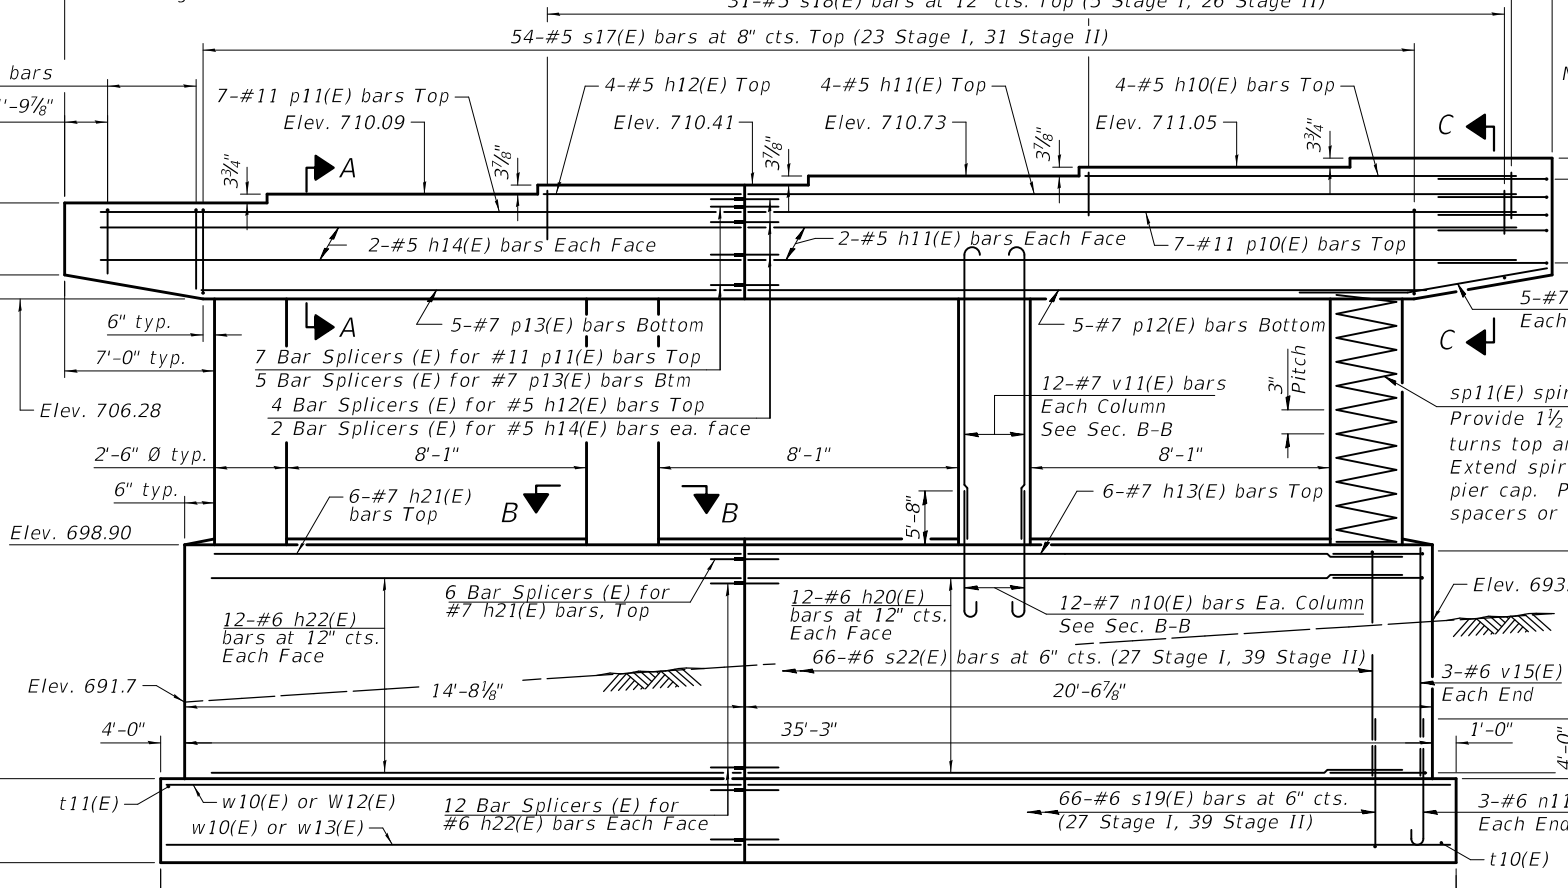 31-#5 s18(E) bars at 12" cts. Top (5 Stage I, 26 Stage II)
54-#5 s17(E) bars at 8" cts. Top (23 Stage I, 31 Stage II)
bars
'-9⅞"
7-#11 p11(E) bars Top
4-#5 h12(E) Top
4-#5 h11(E) Top
4-#5 h10(E) Top
Elev. 710.09
Elev. 710.41
Elev. 710.73
Elev. 711.05
C
3¾"
A
3⅞"
3⅞"
3⅞"
3¾"
2-#5 h14(E) bars Each Face
2-#5 h11(E) bars Each Face
7-#11 p10(E) bars Top
5-#7
Each
6" typ.
A
5-#7 p13(E) bars Bottom
5-#7 p12(E) bars Bottom
C
7'-0" typ.
7 Bar Splicers (E) for #11 p11(E) bars Top
5 Bar Splicers (E) for #7 p13(E) bars Btm
4 Bar Splicers (E) for #5 h12(E) bars Top
2 Bar Splicers (E) for #5 h14(E) bars ea. face
12-#7 v11(E) bars
Each Column
See Sec. B-B
3"
Pitch
Elev. 706.28
sp11(E) spir
Provide 1½
turns top a
Extend spir
pier cap. P
spacers or
2'-6" Ø typ.
8'-1"
8'-1"
8'-1"
6" typ.
6-#7 h21(E)
bars Top
B
B
5'-8"
6-#7 h13(E) bars Top
Elev. 698.90
6 Bar Splicers (E) for
#7 h21(E) bars, Top
12-#6 h20(E)
bars at 12" cts.
Each Face
12-#7 n10(E) bars Ea. Column
See Sec. B-B
Elev. 693.
12-#6 h22(E)
bars at 12" cts.
Each Face
66-#6 s22(E) bars at 6" cts. (27 Stage I, 39 Stage II)
Elev. 691.7
14'-8⅛"
20'-6⅞"
3-#6 v15(E)
Each End
4'-0"
35'-3"
1'-0"
4'-0"
t11(E)
w10(E) or W12(E)
w10(E) or w13(E)
12 Bar Splicers (E) for
#6 h22(E) bars Each Face
66-#6 s19(E) bars at 6" cts.
(27 Stage I, 39 Stage II)
3-#6 n11
Each End
t10(E)